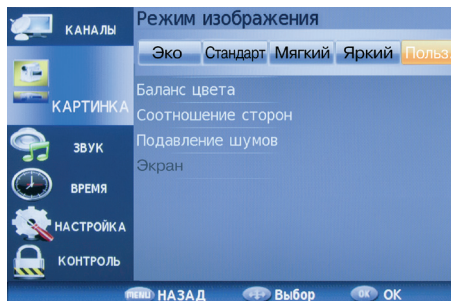 КАНАЛЫ
КАРТИНКА
ЗВУК
ВРЕМЯ
НАСТРОЙКА
КОНТРОЛЬ
Режим изображения
Эко Стандарт Мягкий Яркий Польз.
Баланс цвета
Соотношение сторон
Подавление шумов
Экран
MENU НАЗАД Выбор OK ОК